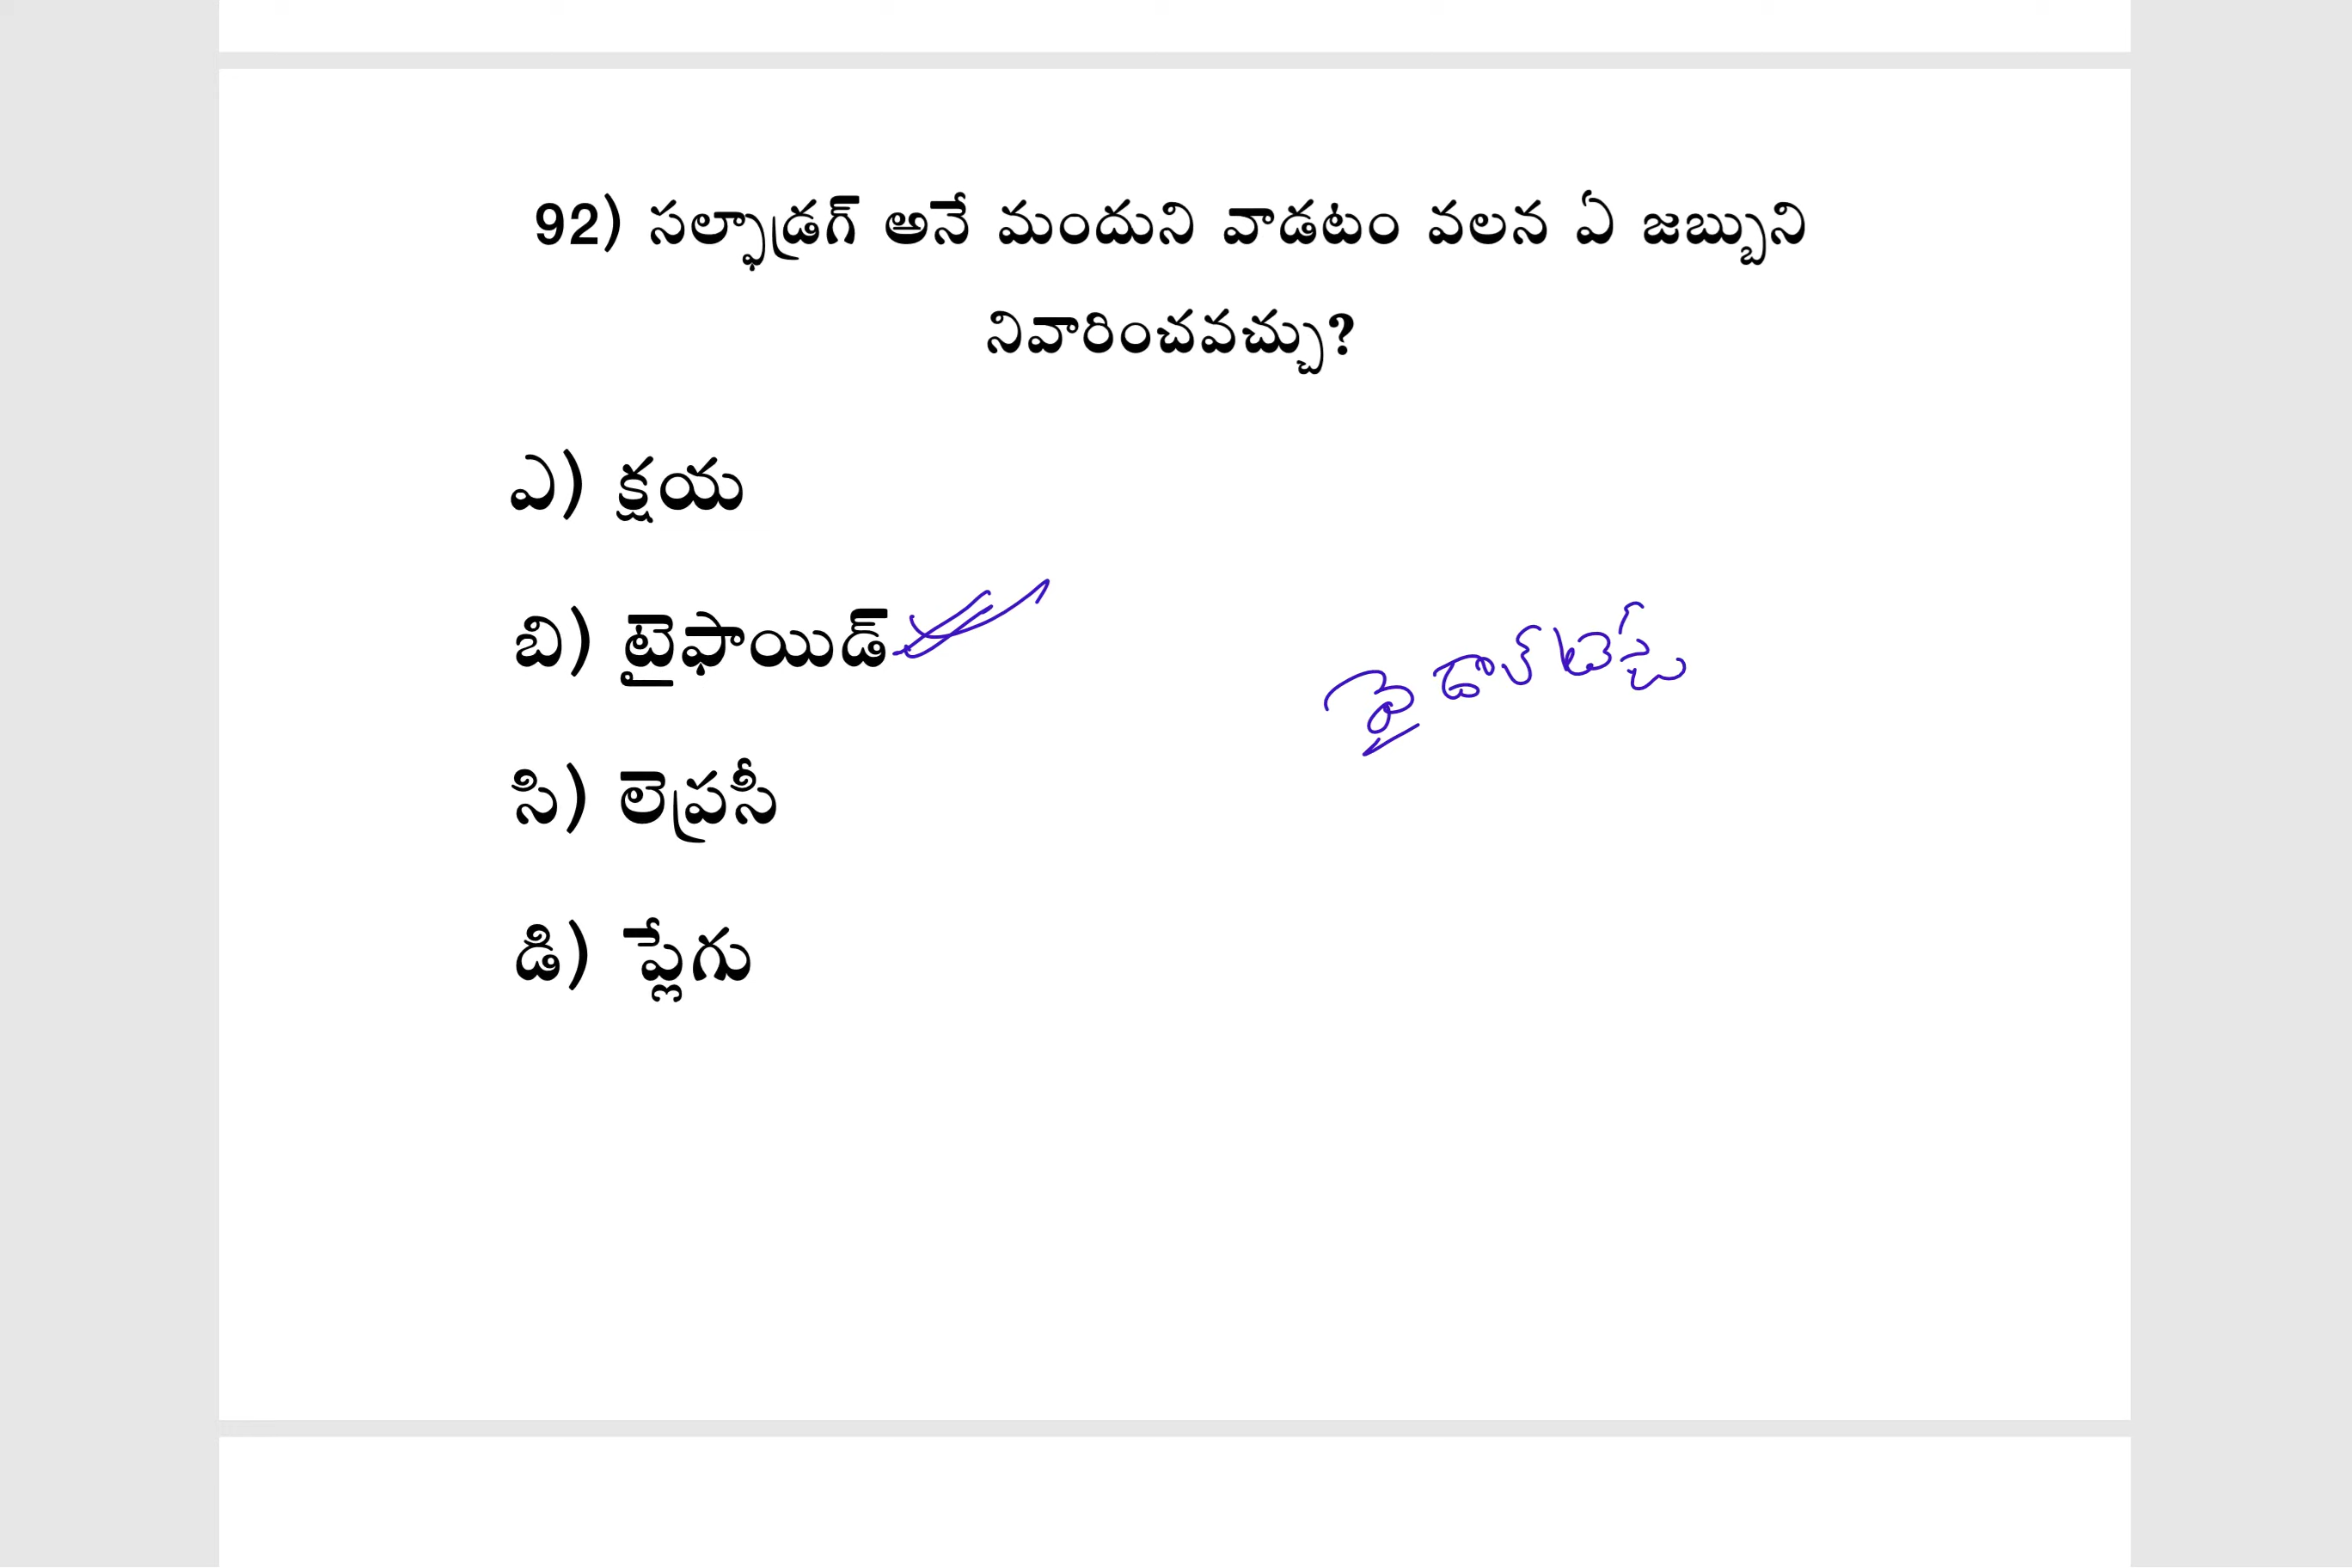 92) సల్ఫాడ్రగ్ అనే మందుని వాడటం వలన ఏ జబ్బుని
నివారించవచ్చు?
ఎ) క్షయ
బి) టైఫాయిడ్
వైడాల్ టెస్ట్
సి) లెప్రసీ
డి) ప్లేగు